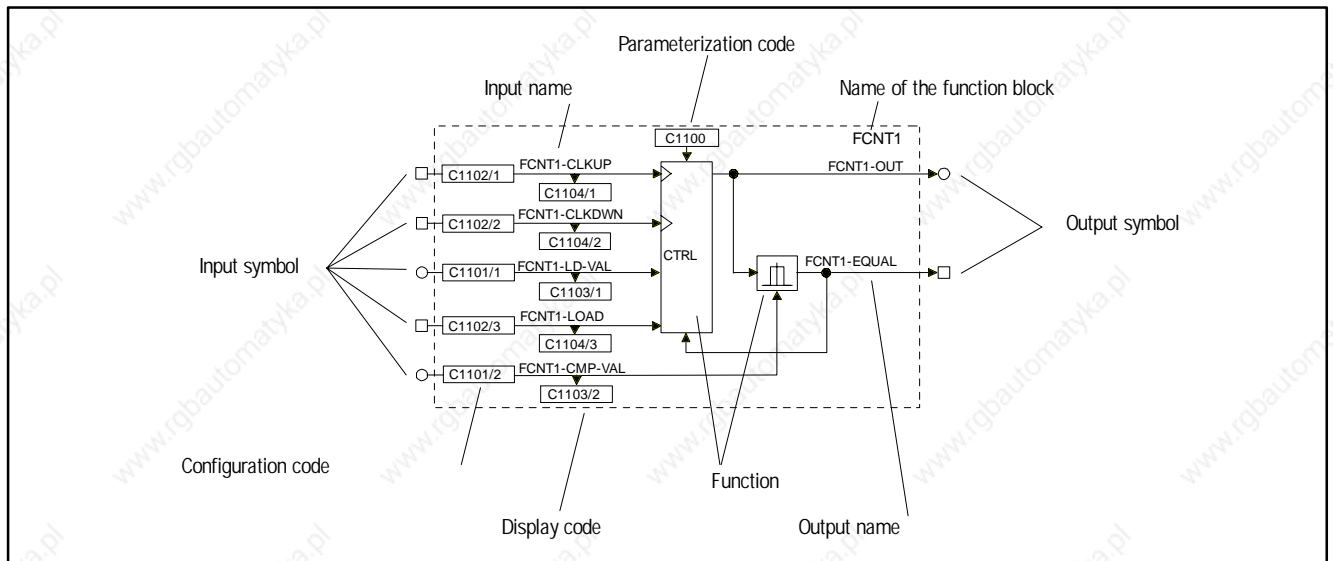 Parameterization code
Input name
Name of the function block
C1100
FCNT1
FCNT1-CLKUP
FCNT1-OUT
C1102/1
C1104/1
FCNT1-CLKDWN
C1102/2
C1104/2
Output symbol
CTRL
Input symbol
FCNT1-LD-VAL
FCNT1-EQUAL
C1101/1
C1103/1
FCNT1-LOAD
C1102/3
C1104/3
FCNT1-CMP-VAL
C1101/2
C1103/2
Configuration code
Function
Display code
Output name
www.rgbautomatyka.pl